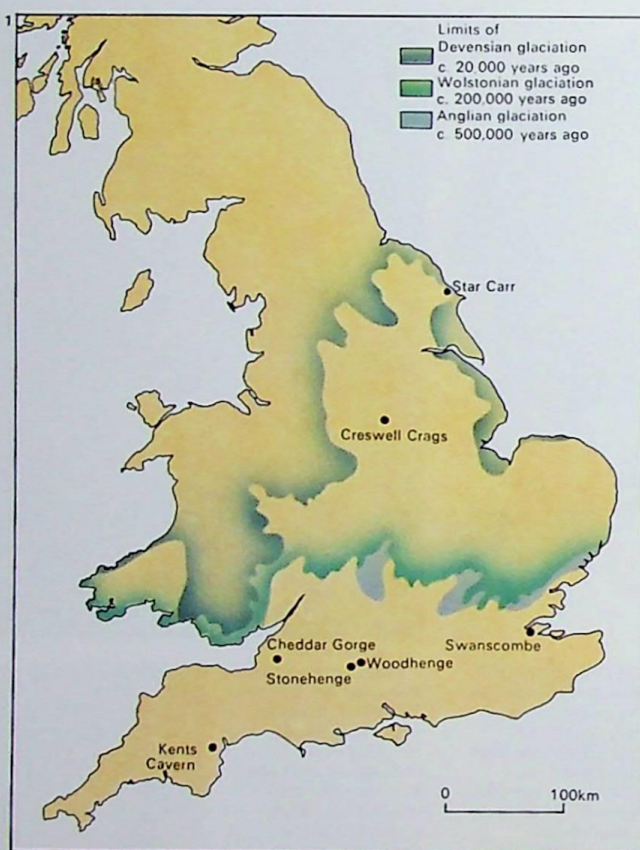 1
Limits of
Devensian glaciation
c. 20,000 years ago
Wolstonian glaciation
c. 200,000 years ago
Anglian glaciation
c. 500,000 years ago
Star Carr
Creswell Crags
Cheddar Gorge
Swanscombe
Woodhenge
Stonehenge
Kents
Cavern
0 100km